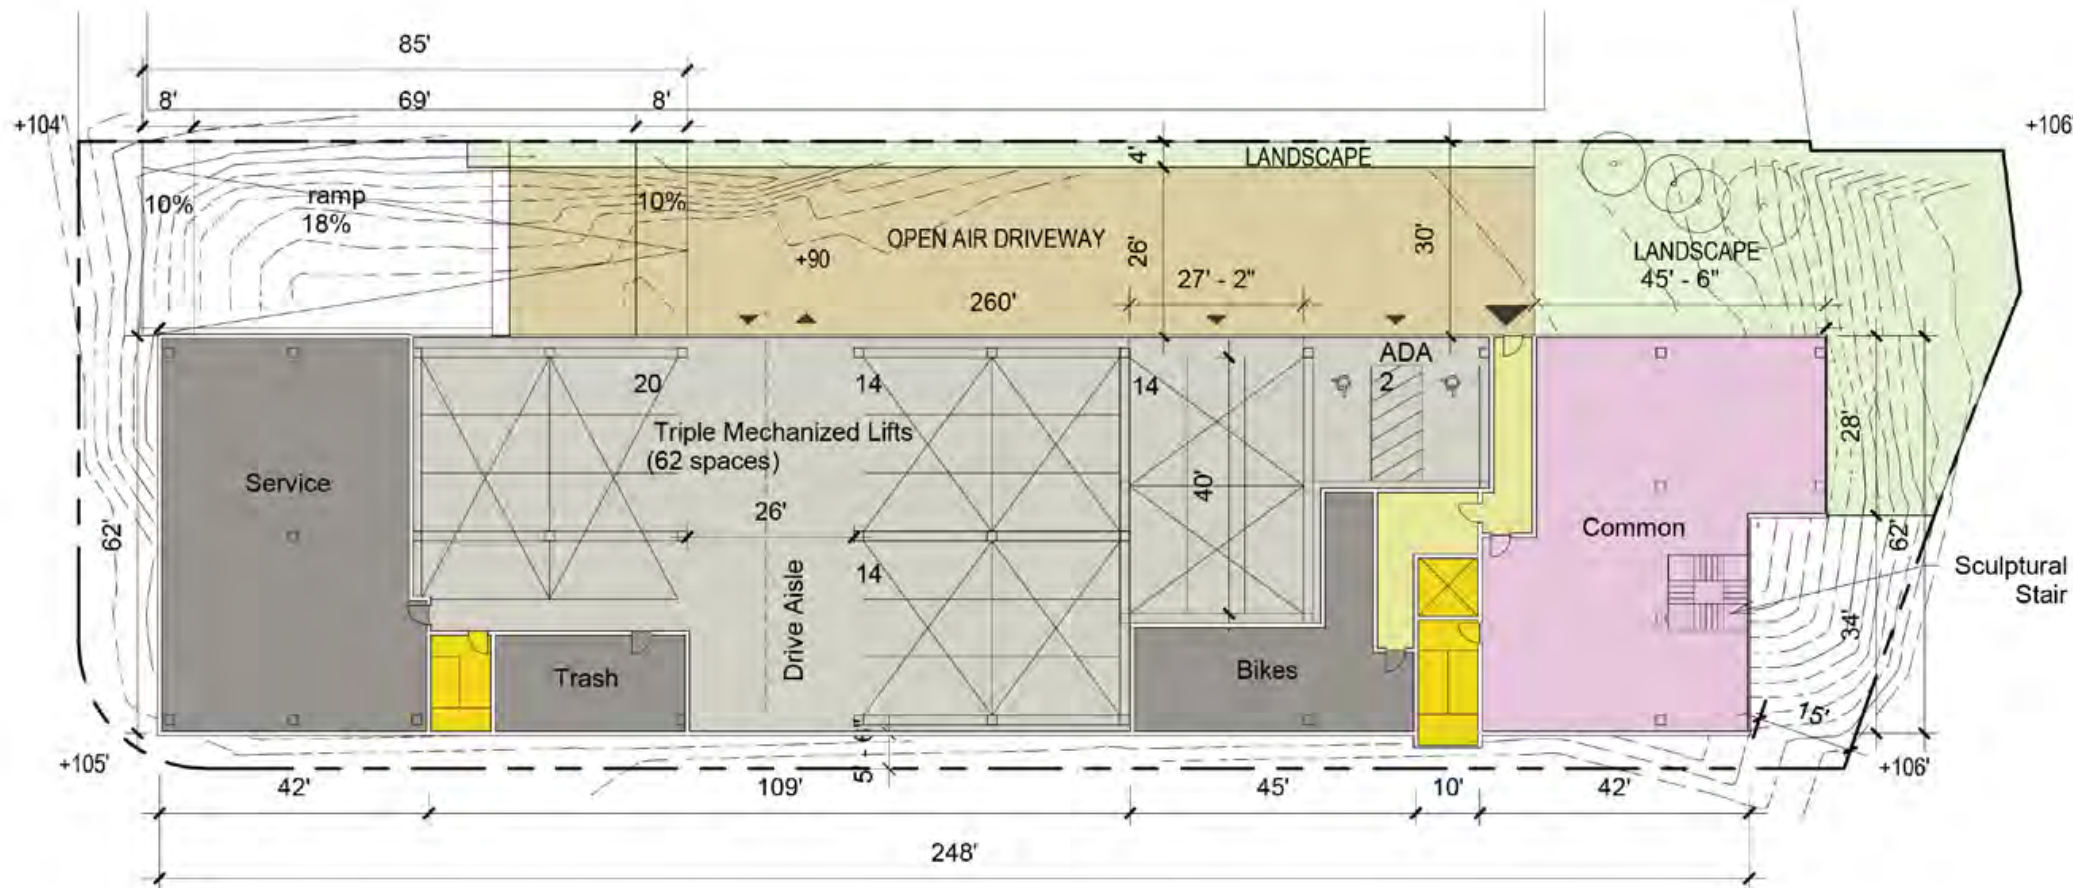 85'
8'
69'
8'
+104'
+106'
4'
LANDSCAPE
10%
ramp
18%
10%
OPEN AIR DRIVEWAY
+90
26'
30'
27' - 2"
260'
LANDSCAPE
45' - 6"
20
14
14
ADA
2
Triple Mechanized Lifts
(62 spaces)
Service
40'
28'
26'
62'
Common
62'
14
Drive Aisle
Sculptural
Stair
34'
Trash
Bikes
15'
+105'
5' - 6"
+106'
42'
109'
45'
10'
42'
248'